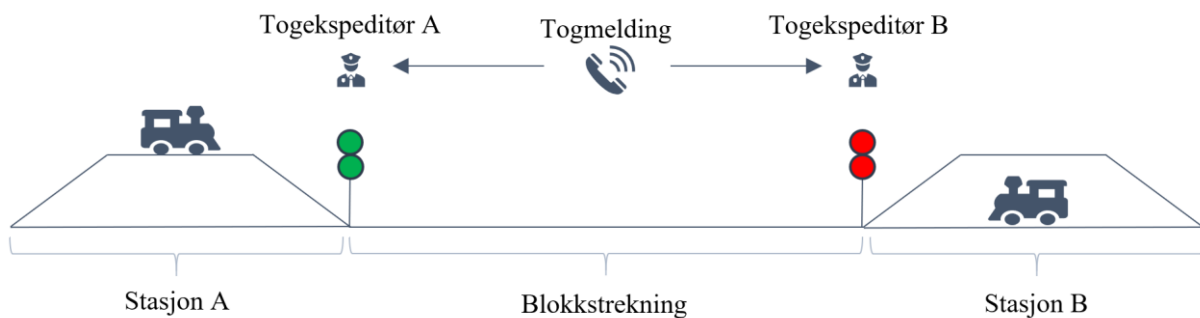 Togekspeditør A
Togmelding
Togekspeditør B
Stasjon A
Blokkstrekning
Stasjon B